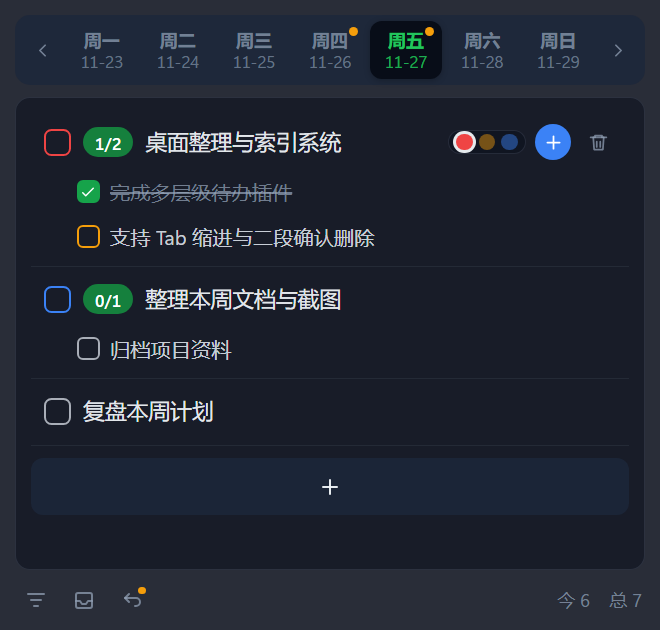 周一 周二 周三 周四 周五 周六 周日
11-23 11-24 11-25 11-26 11-27 11-28 11-29
1/2 桌面整理与索引系统
完成多层级待办插件
支持 Tab 缩进与二段确认删除
0/1 整理本周文档与截图
归档项目资料
复盘本周计划
今 6 总 7